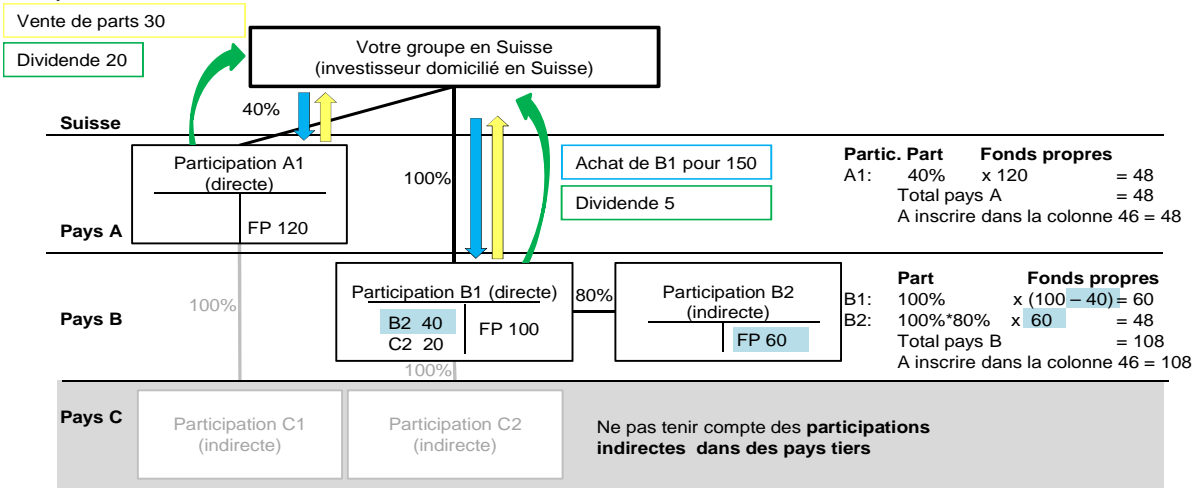 Vente de parts 30
Dividende 20
Votre groupe en Suisse
(investisseur domicilié en Suisse)
40%
Suisse
Participation A1
(directe)
FP 120
Pays A
100%
Achat de B1 pour 150
Dividende 5
Partic. Part Fonds propres
A1: 40% x 120 = 48
Total pays A = 48
A inscrire dans la colonne 46 = 48
100%
Pays B
Participation B1 (directe)
B2 40
C2 20
FP 100
80%
Participation B2
(indirecte)
FP 60
Part Fonds propres
B1: 100% x (100 – 40) = 60
B2: 100%*80% x 60 = 48
Total pays B = 108
A inscrire dans la colonne 46 = 108
100%
Pays C
Participation C1
(indirecte)
Participation C2
(indirecte)
Ne pas tenir compte des participations
indirectes dans des pays tiers